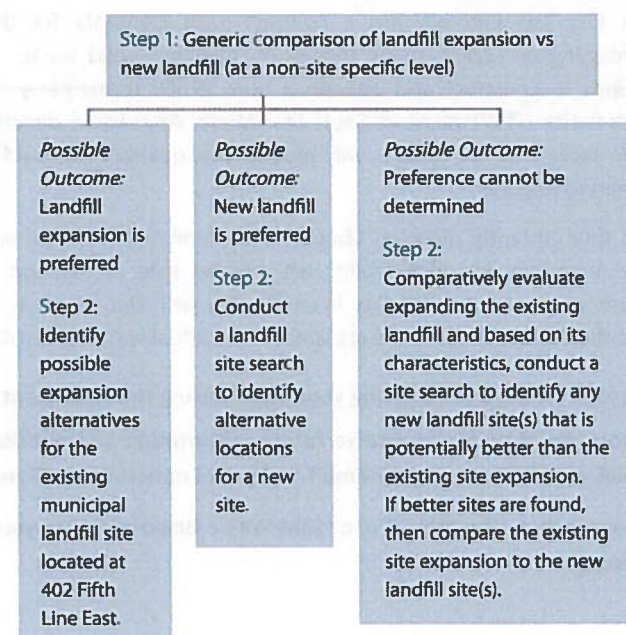 Step 1: Generic comparison of landfill expansion vs
new landfill (at a non-site specific level)
Possible
Outcome:
Landfill
expansion is
preferred
Step 2:
Identify
possible
expansion
alternatives
for the
existing
municipal
landfill site
located at
402 Fifth
Line East.
Possible
Outcome:
New landfill
is preferred
Step 2:
Conduct
a landfill
site search
to identify
alternative
locations
for a new
site.
Possible Outcome:
Preference cannot be
determined
Step 2:
Comparatively evaluate
expanding the existing
landfill and based on its
characteristics, conduct a
site search to identify any
new landfill site(s) that is
potentially better than the
existing site expansion.
If better sites are found,
then compare the existing
site expansion to the new
landfill site(s).